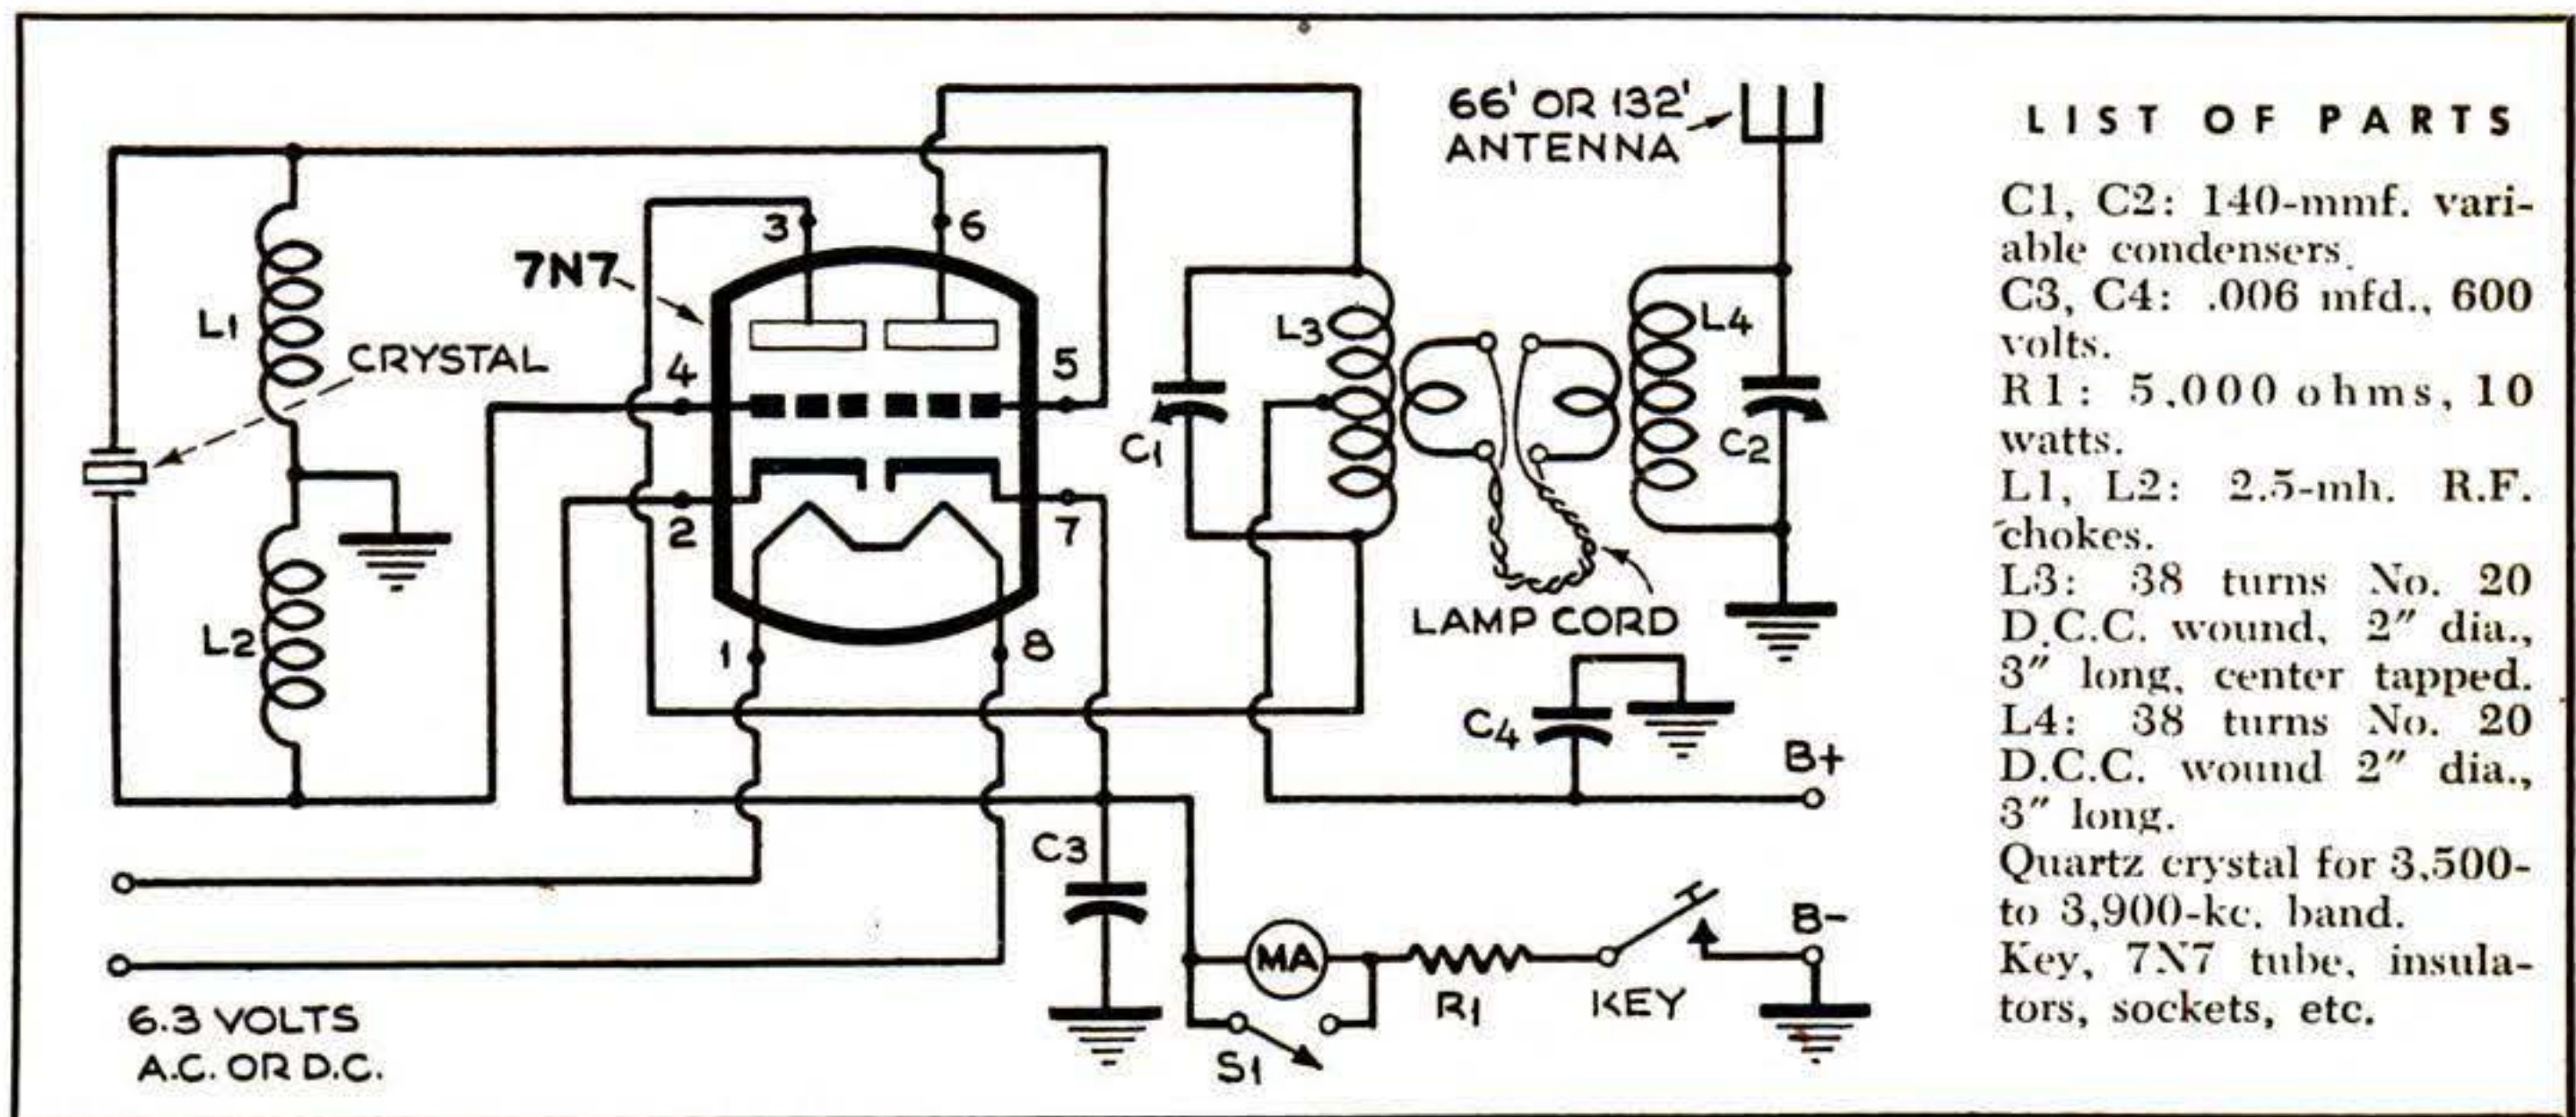 66' OR 132'
ANTENNA
3
6
7N7
L1
CRYSTAL
4
5
L3
L4
C1
C2
2
7
L2
1
8
LAMP CORD
C4
B+
C3
B-
MA
R1
KEY
S1
6.3 VOLTS
A.C. OR D.C.
LIST OF PARTS
C1, C2: 140-mmf. vari-
able condensers.
C3, C4: .006 mfd., 600
volts.
R1: 5,000 ohms, 10
watts.
L1, L2: 2.5-mh. R.F.
chokes.
L3: 38 turns No. 20
D.C.C. wound, 2" dia.,
3" long, center tapped.
L4: 38 turns No. 20
D.C.C. wound 2" dia.,
3" long.
Quartz crystal for 3,500-
to 3,900-kc. band.
Key, 7N7 tube, insula-
tors, sockets, etc.